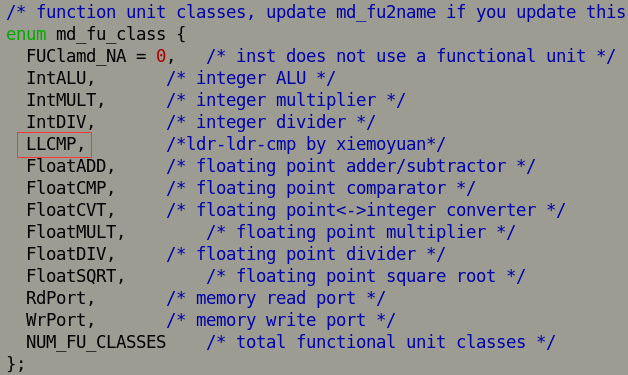 /* function unit classes, update md_fu2name if you update this
enum md_fu_class {
  FUClamd_NA = 0,   /* inst does not use a functional unit */
  IntALU,       /* integer ALU */
  IntMULT,      /* integer multiplier */
  IntDIV,       /* integer divider */
  LLCMP,        /*ldr-ldr-cmp by xiemoyuan*/
  FloatADD,     /* floating point adder/subtractor */
  FloatCMP,     /* floating point comparator */
  FloatCVT,     /* floating point<->integer converter */
  FloatMULT,        /* floating point multiplier */
  FloatDIV,     /* floating point divider */
  FloatSQRT,        /* floating point square root */
  RdPort,       /* memory read port */
  WrPort,       /* memory write port */
  NUM_FU_CLASSES    /* total functional unit classes */
};